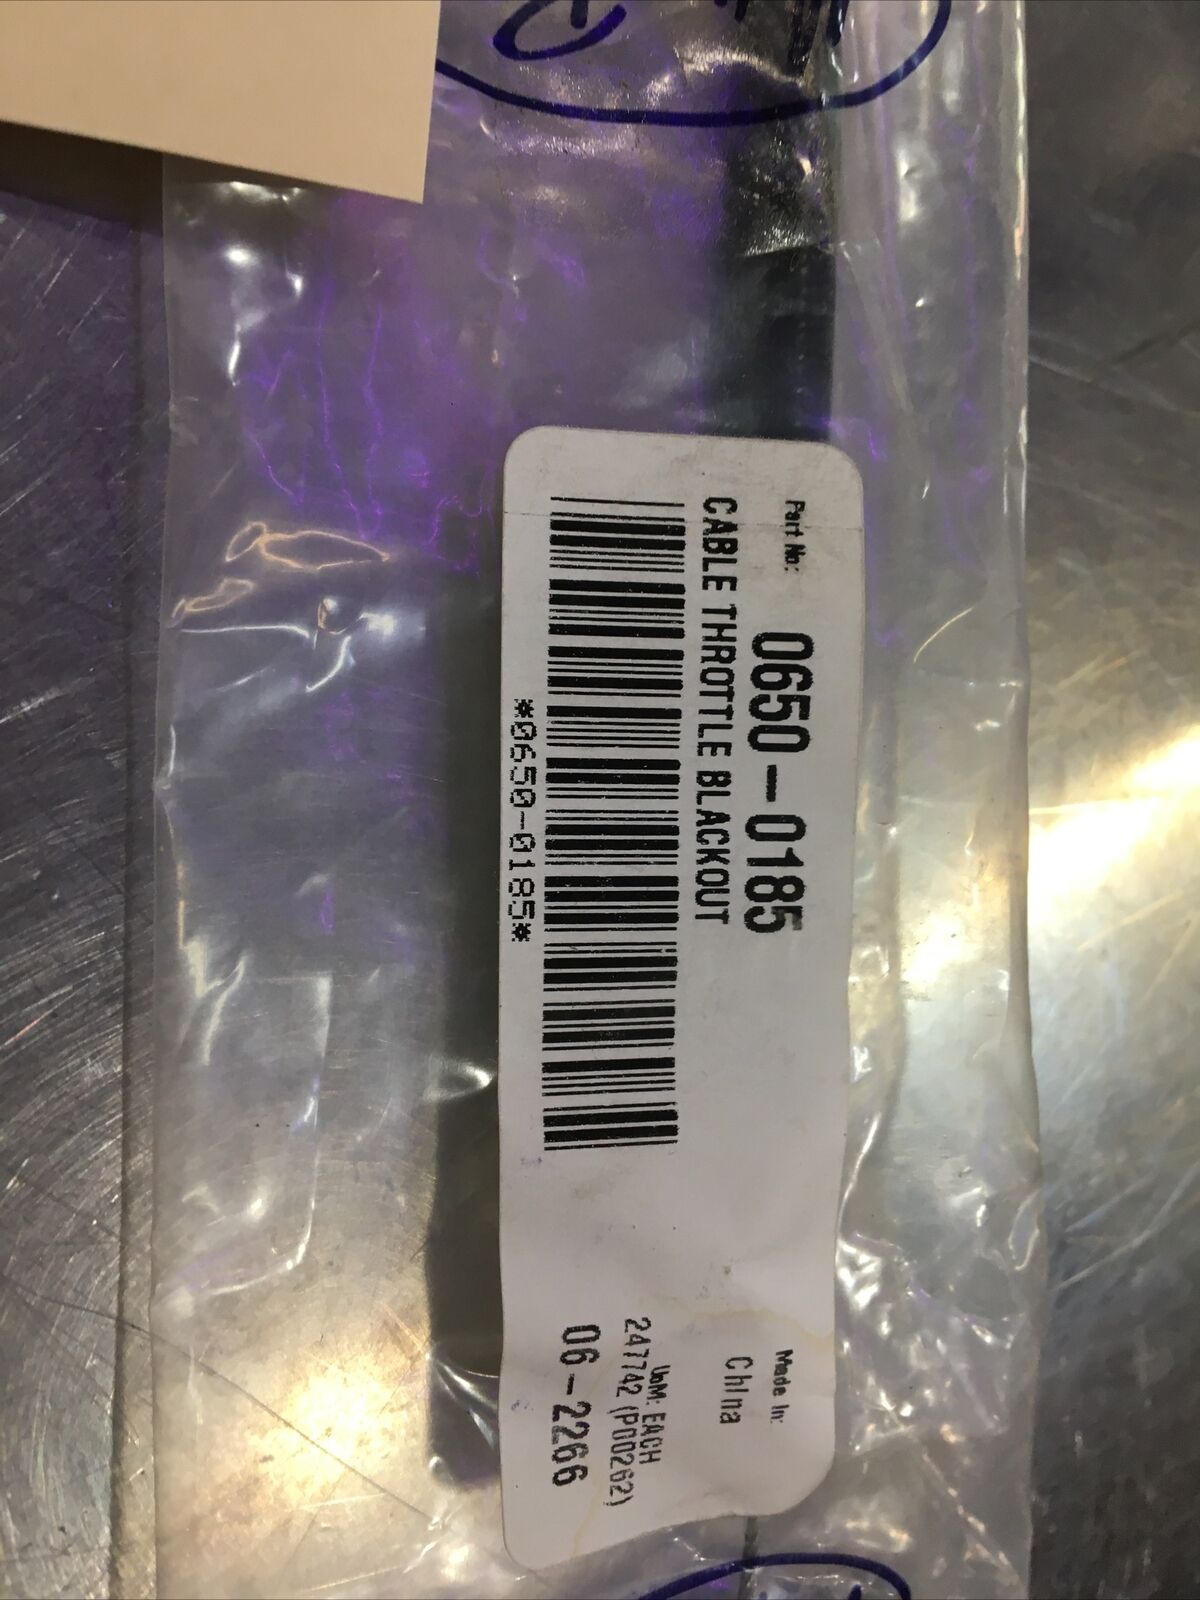 Part No:
0650-0185
CABLE THROTTLE BLACKOUT
*0650-0185*
Made In:
China
UoM: EACH
247742 (P00262)
06-2266